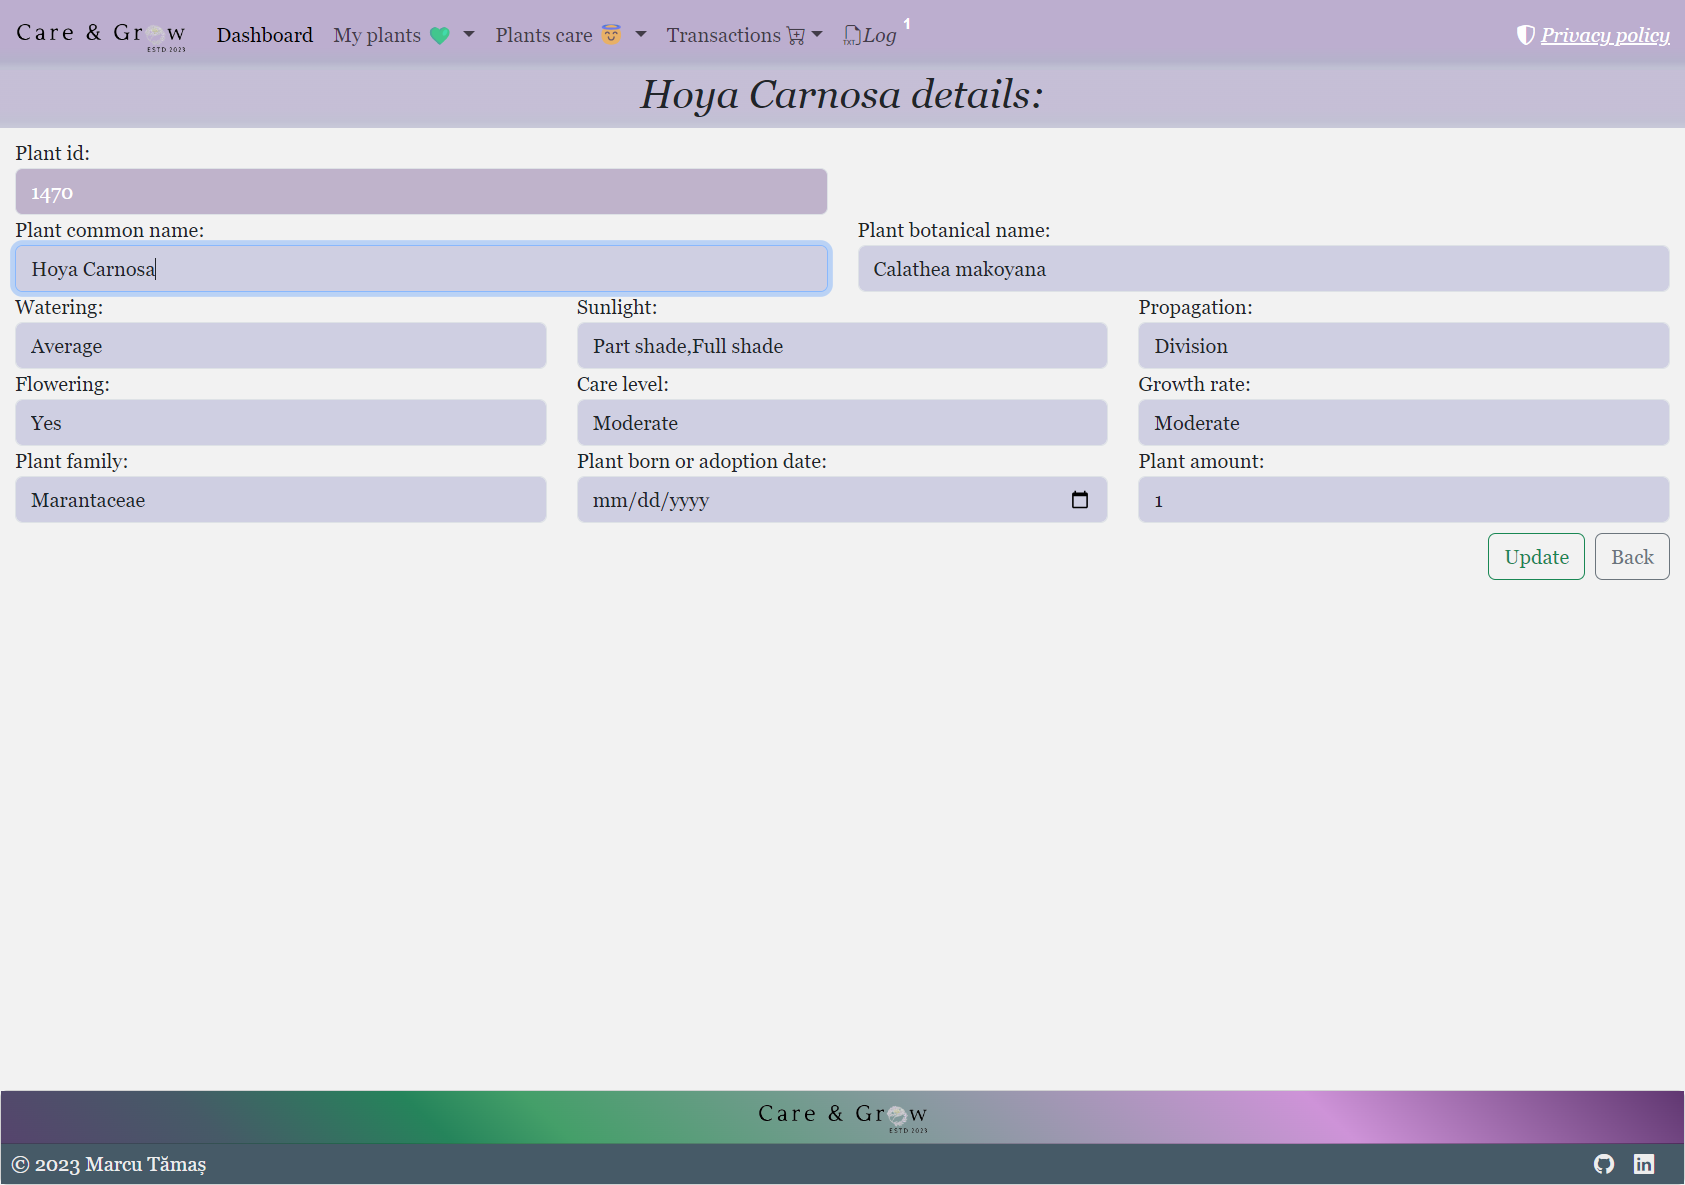 Care & Grow
ESTD 2023
Dashboard My plants Plants care Transactions TXT Log 1 Privacy policy
Hoya Carnosa details:
Plant id:
1470
Plant common name: Plant botanical name:
Hoya Carnosa Calathea makoyana
Watering: Sunlight: Propagation:
Average Part shade,Full shade Division
Flowering: Care level: Growth rate:
Yes Moderate Moderate
Plant family: Plant born or adoption date: Plant amount:
Marantaceae mm/dd/yyyy 1
Update Back
Care & Grow
ESTD 2023
© 2023 Marcu Tămaș in